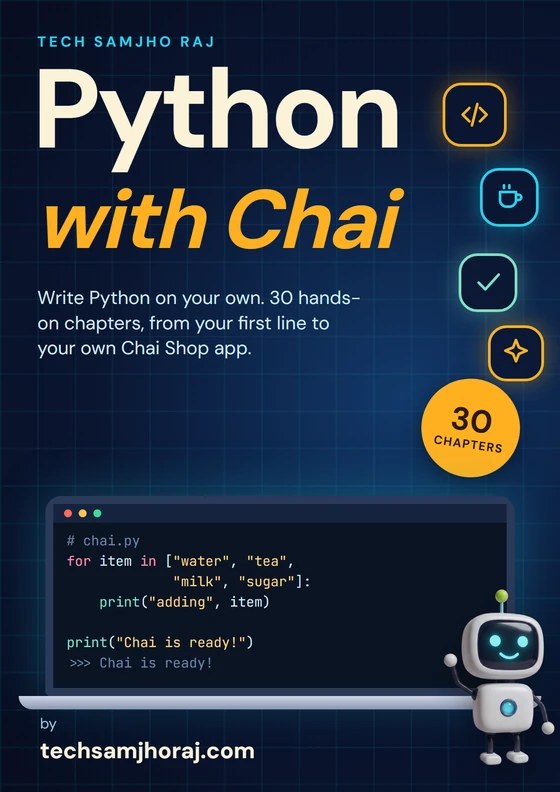 TECH SAMJHO RAJ
Python
with Chai
Write Python on your own. 30 hands-
on chapters, from your first line to
your own Chai Shop app.
</>
30
CHAPTERS
# chai.py
for item in ["water", "tea",
"milk", "sugar"]:
print("adding", item)
print("Chai is ready!")
>>> Chai is ready!
by
techsamjhoraj.com